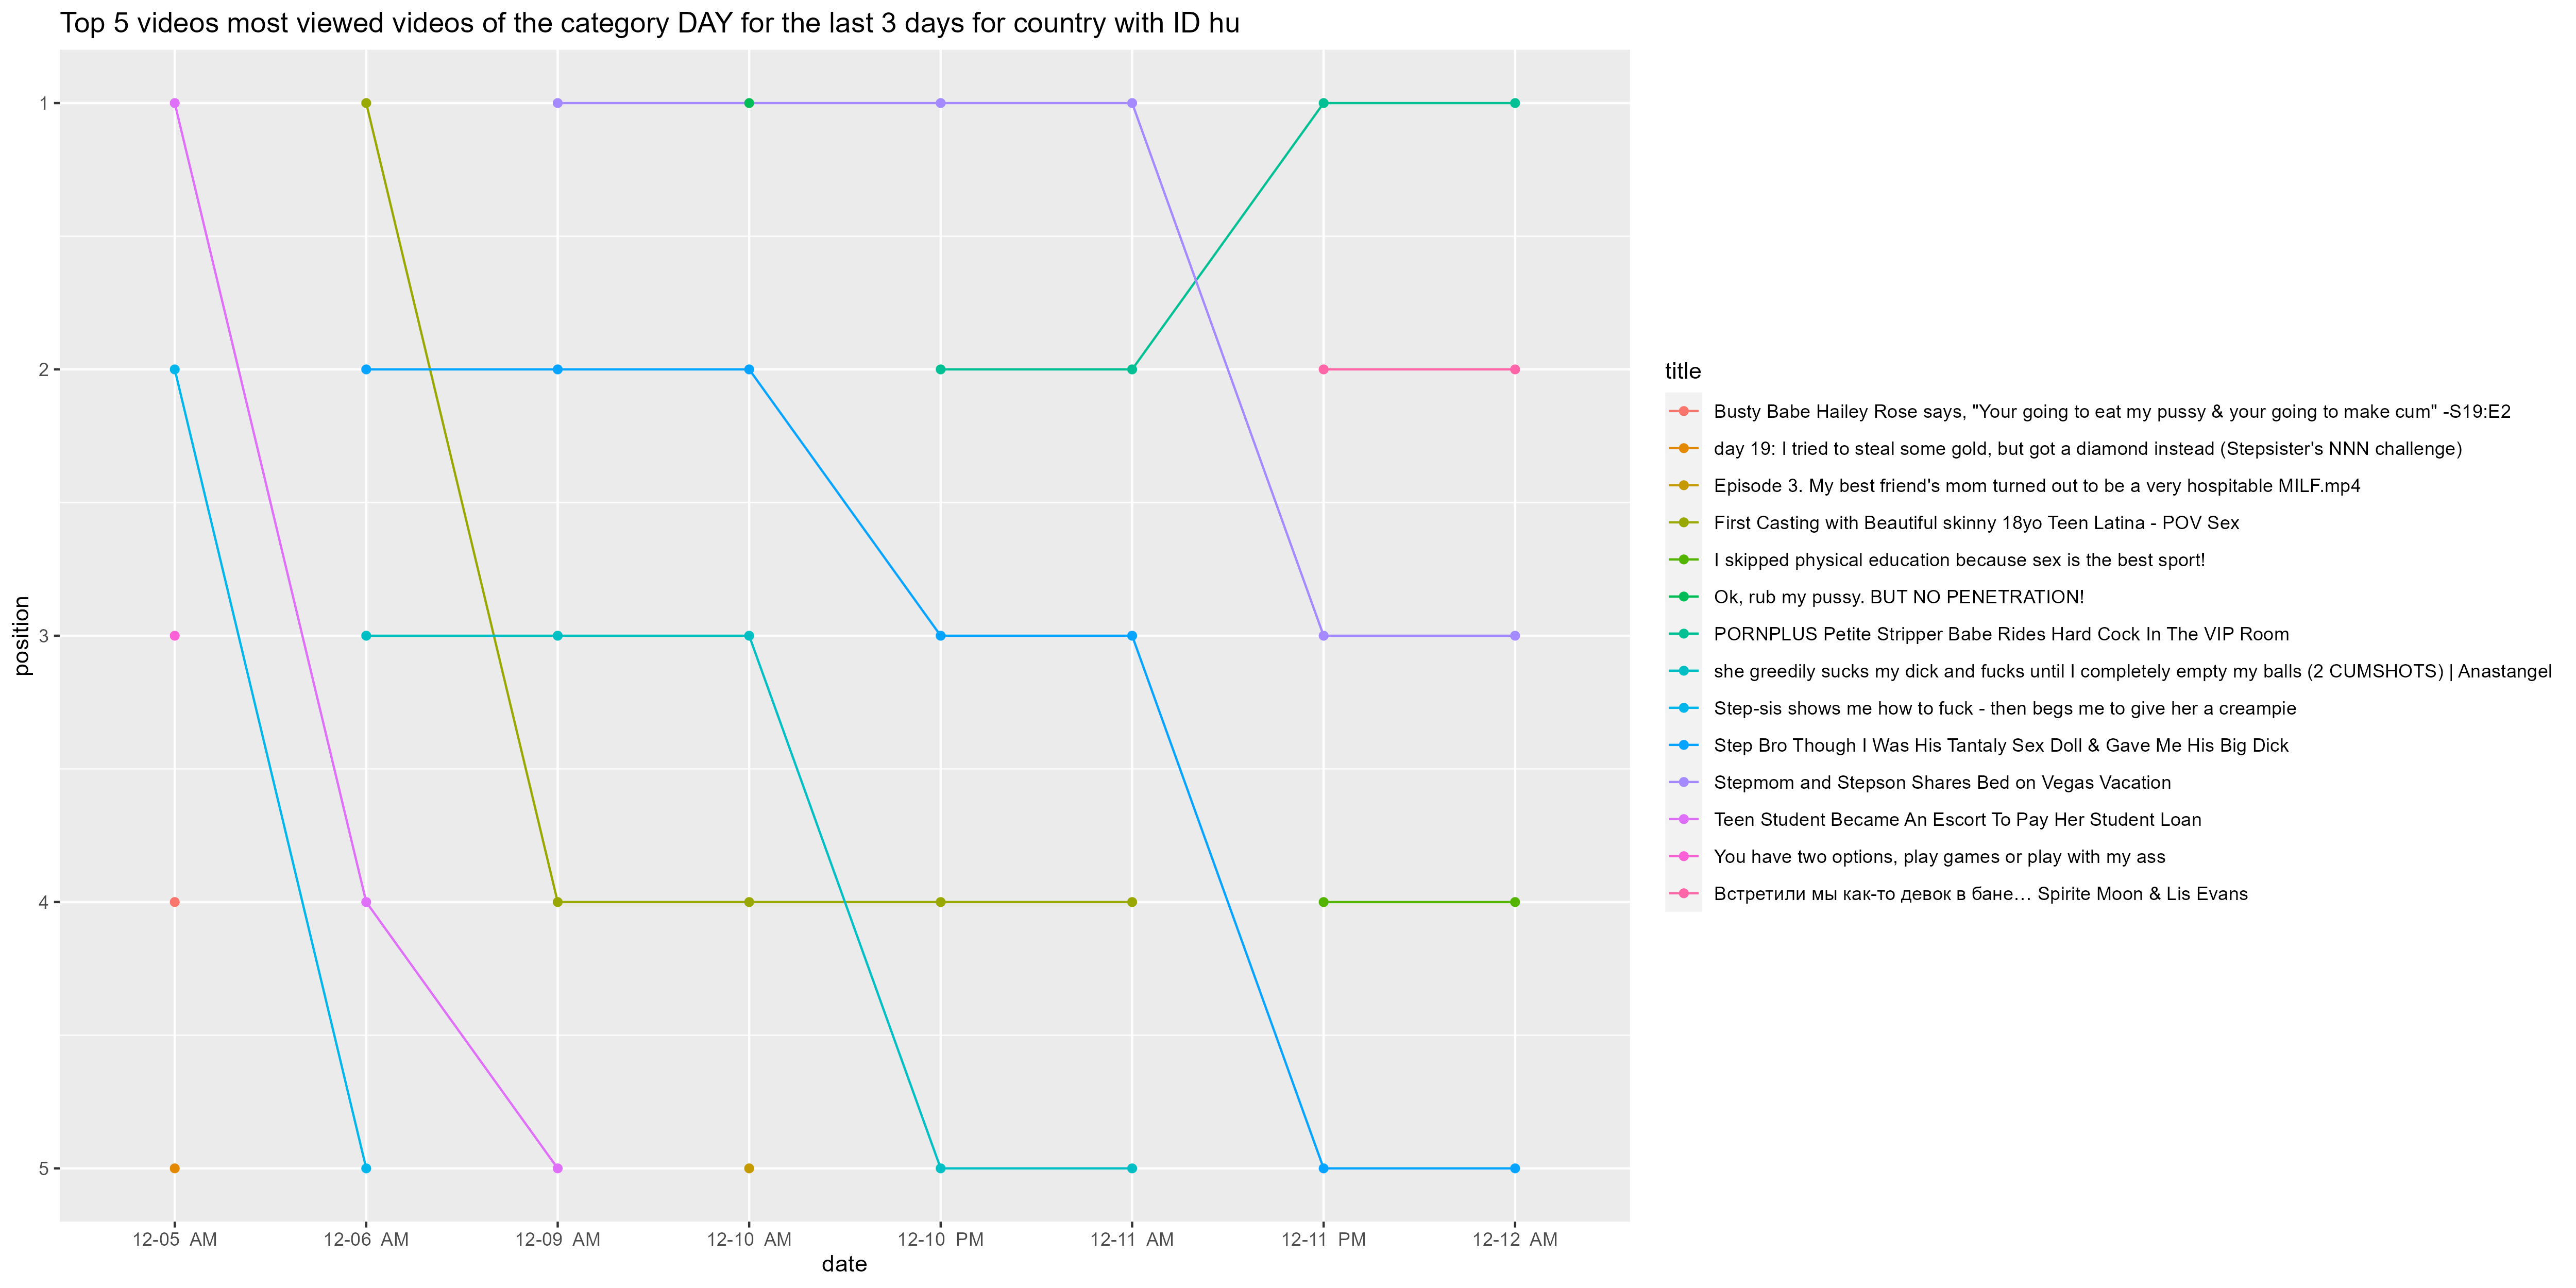 Top 5 videos most viewed videos of the category DAY for the last 3 days for country with ID hu
position
1
2
3
4
5
12-05 AM
12-06 AM
12-09 AM
12-10 AM
12-10 PM
12-11 AM
12-11 PM
12-12 AM
date
title
Busty Babe Hailey Rose says, "Your going to eat my pussy & your going to make cum" -S19:E2
day 19: I tried to steal some gold, but got a diamond instead (Stepsister's NNN challenge)
Episode 3. My best friend's mom turned out to be a very hospitable MILF.mp4
First Casting with Beautiful skinny 18yo Teen Latina - POV Sex
I skipped physical education because sex is the best sport!
Ok, rub my pussy. BUT NO PENETRATION!
PORNPLUS Petite Stripper Babe Rides Hard Cock In The VIP Room
she greedily sucks my dick and fucks until I completely empty my balls (2 CUMSHOTS) | Anastangel
Step-sis shows me how to fuck - then begs me to give her a creampie
Step Bro Though I Was His Tantaly Sex Doll & Gave Me His Big Dick
Stepmom and Stepson Shares Bed on Vegas Vacation
Teen Student Became An Escort To Pay Her Student Loan
You have two options, play games or play with my ass
Встретили мы как-то девок в бане… Spirite Moon & Lis Evans